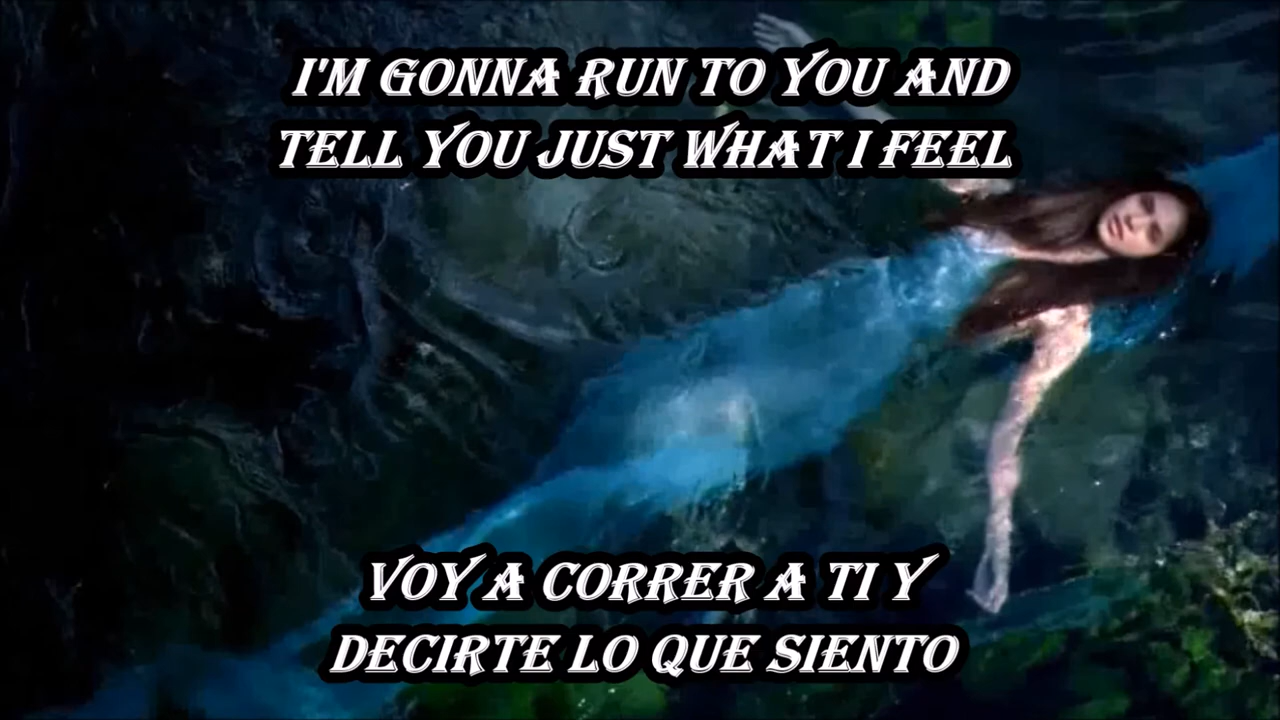 I'M GONNA RUN TO YOU AND
TELL YOU JUST WHAT I FEEL
VOY A CORRER A TI Y
DECIRTE LO QUE SIENTO